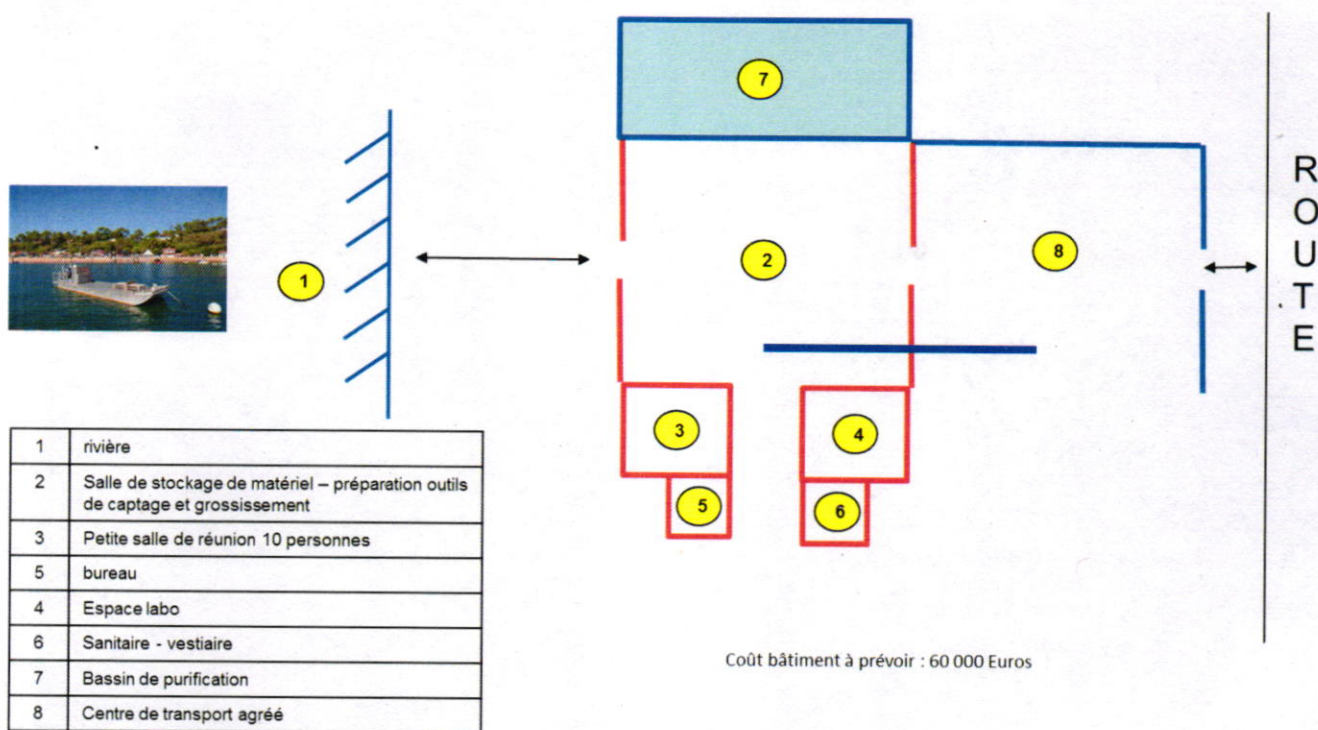 7
ROUTE
2
8
1
3
4
5
6
1 rivière
2 Salle de stockage de matériel – préparation outils
de captage et grossissement
3 Petite salle de réunion 10 personnes
5 bureau
4 Espace labo
6 Sanitaire - vestiaire
7 Bassin de purification
8 Centre de transport agréé
Coût bâtiment à prévoir : 60 000 Euros